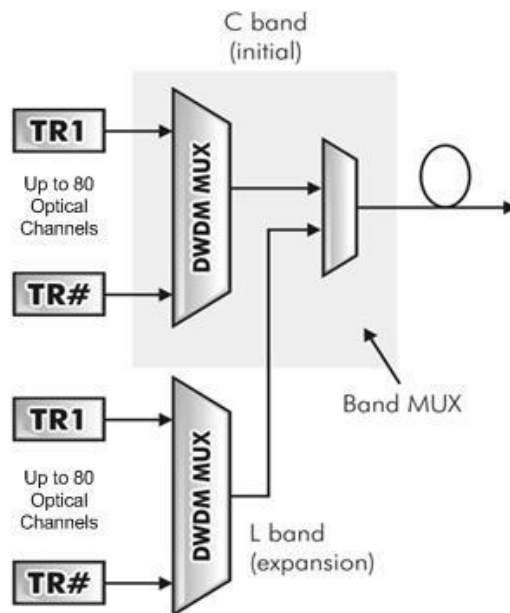 C band
(initial)
TR1
Up to 80
Optical
Channels
TR#
DWDM MUX
Band MUX
TR1
Up to 80
Optical
Channels
TR#
DWDM MUX
L band
(expansion)